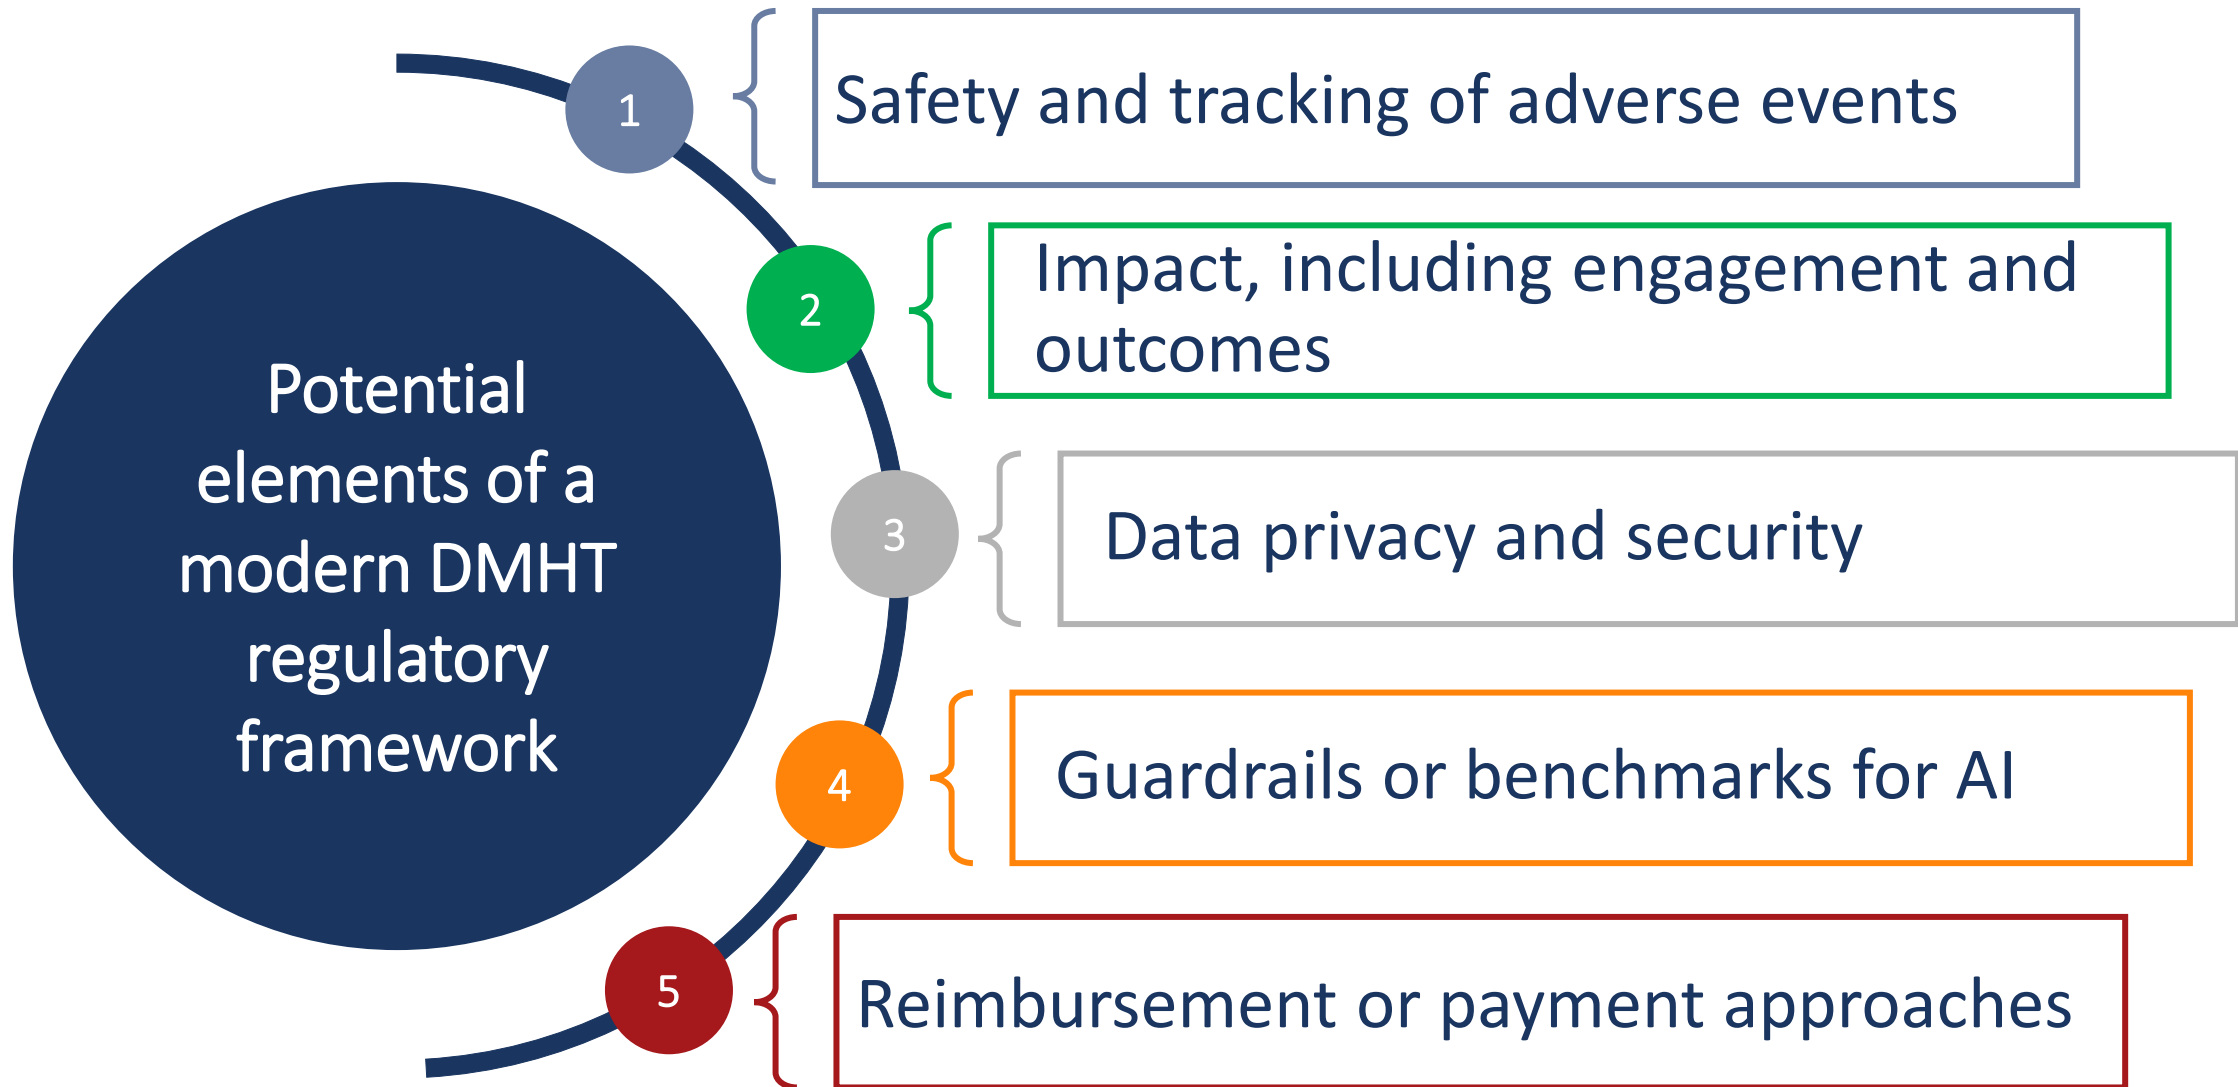 Potential
elements of a
modern DMHT
regulatory
framework
1
Safety and tracking of adverse events
2
Impact, including engagement and
outcomes
3
Data privacy and security
4
Guardrails or benchmarks for AI
5
Reimbursement or payment approaches